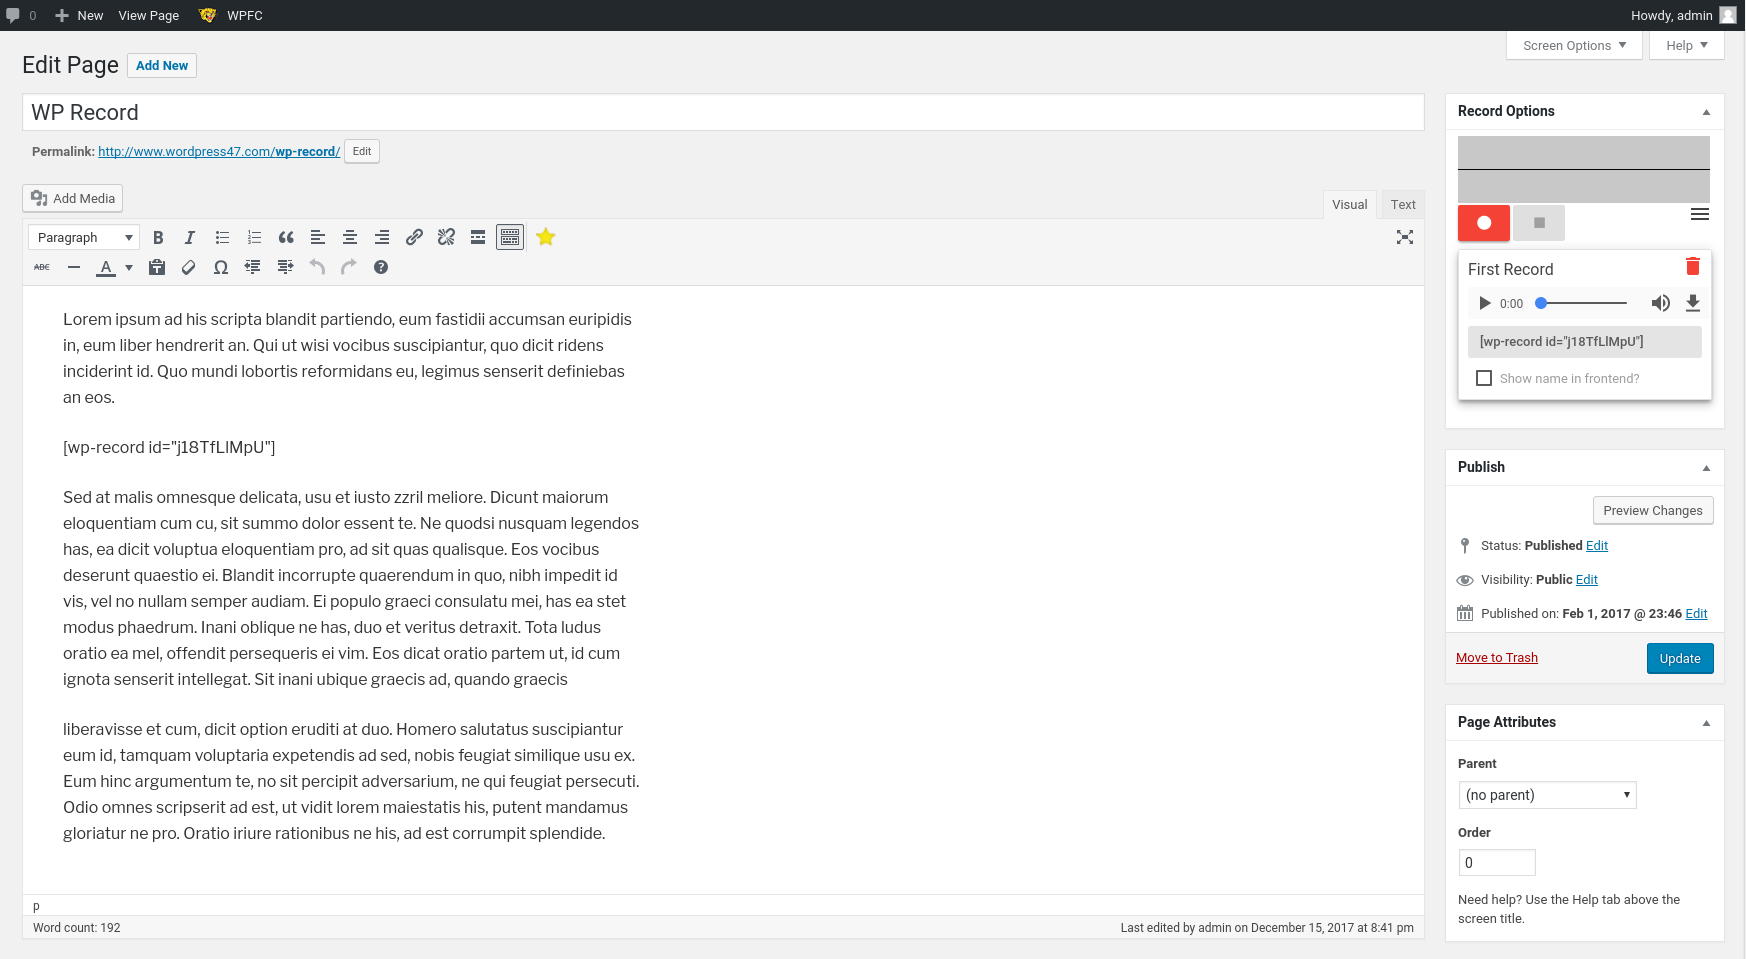 0 New View Page WPFC Howdy, admin
Screen Options Help
Edit Page Add New
WP Record
Permalink: http://www.wordpress47.com/wp-record/ Edit
Add Media
Visual Text
Paragraph B I
ABC A Ω ?
Lorem ipsum ad his scripta blandit partiendo, eum fastidii accumsan euripidis
in, eum liber hendrerit an. Qui ut wisi vocibus suscipiantur, quo dicit ridens
inciderint id. Quo mundi lobortis reformidans eu, legimus senserit definiebas
an eos.
[wp-record id="j18TfLlMpU"]
Sed at malis omnesque delicata, usu et iusto zzril meliore. Dicunt maiorum
eloquentiam cum cu, sit summo dolor essent te. Ne quodsi nusquam legendos
has, ea dicit voluptua eloquentiam pro, ad sit quas qualisque. Eos vocibus
deserunt quaestio ei. Blandit incorrupte quaerendum in quo, nibh impedit id
vis, vel no nullam semper audiam. Ei populo graeci consulatu mei, has ea stet
modus phaedrum. Inani oblique ne has, duo et veritus detraxit. Tota ludus
oratio ea mel, offendit persequeris ei vim. Eos dicat oratio partem ut, id cum
ignota senserit intellegat. Sit inani ubique graecis ad, quando graecis
liberavisse et cum, dicit option eruditi at duo. Homero salutatus suscipiantur
eum id, tamquam voluptaria expetendis ad sed, nobis feugiat similique usu ex.
Eum hinc argumentum te, no sit percipit adversarium, ne qui feugiat persecuti.
Odio omnes scripserit ad est, ut vidit lorem maiestatis his, putent mandamus
gloriatur ne pro. Oratio iriure rationibus ne his, ad est corrumpit splendide.
p
Word count: 192 Last edited by admin on December 15, 2017 at 8:41 pm
Record Options
First Record
0:00
[wp-record id="j18TfLlMpU"]
Show name in frontend?
Publish
Preview Changes
Status: Published Edit
Visibility: Public Edit
Published on: Feb 1, 2017 @ 23:46 Edit
Move to Trash Update
Page Attributes
Parent
(no parent)
Order
0
Need help? Use the Help tab above the
screen title.